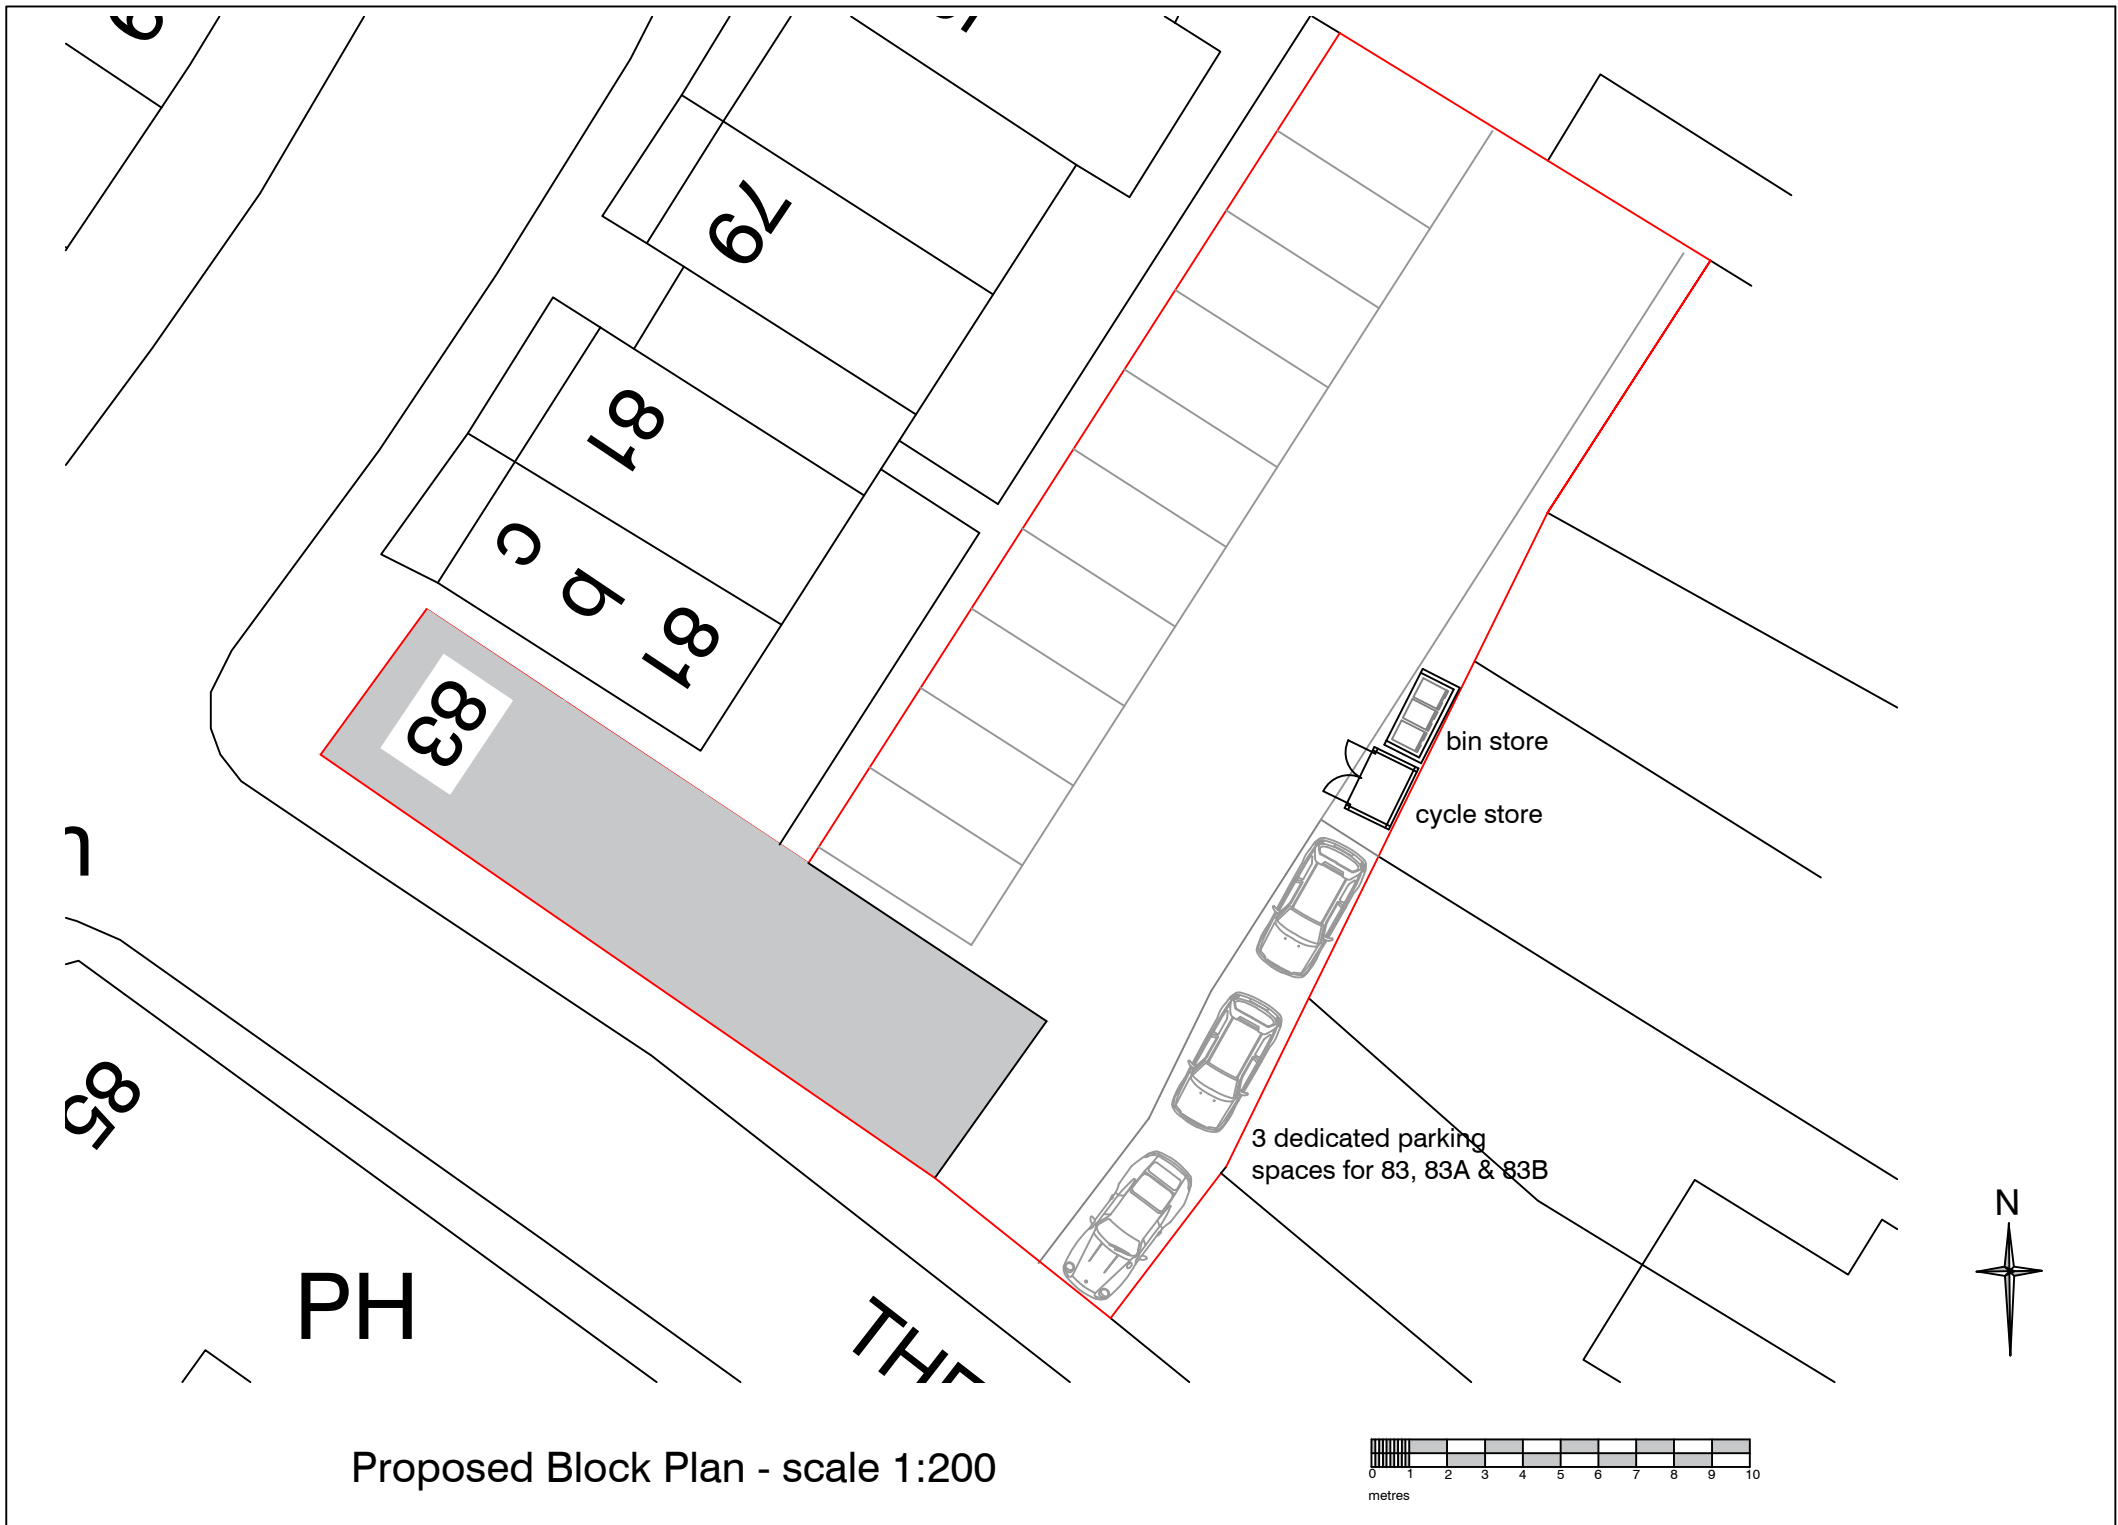 79
81
c
b
81
83
bin store
cycle store
3 dedicated parking
spaces for 83, 83A & 83B
85
N
PH
Proposed Block Plan - scale 1:200
0 1 2 3 4 5 6 7 8 9 10
metres